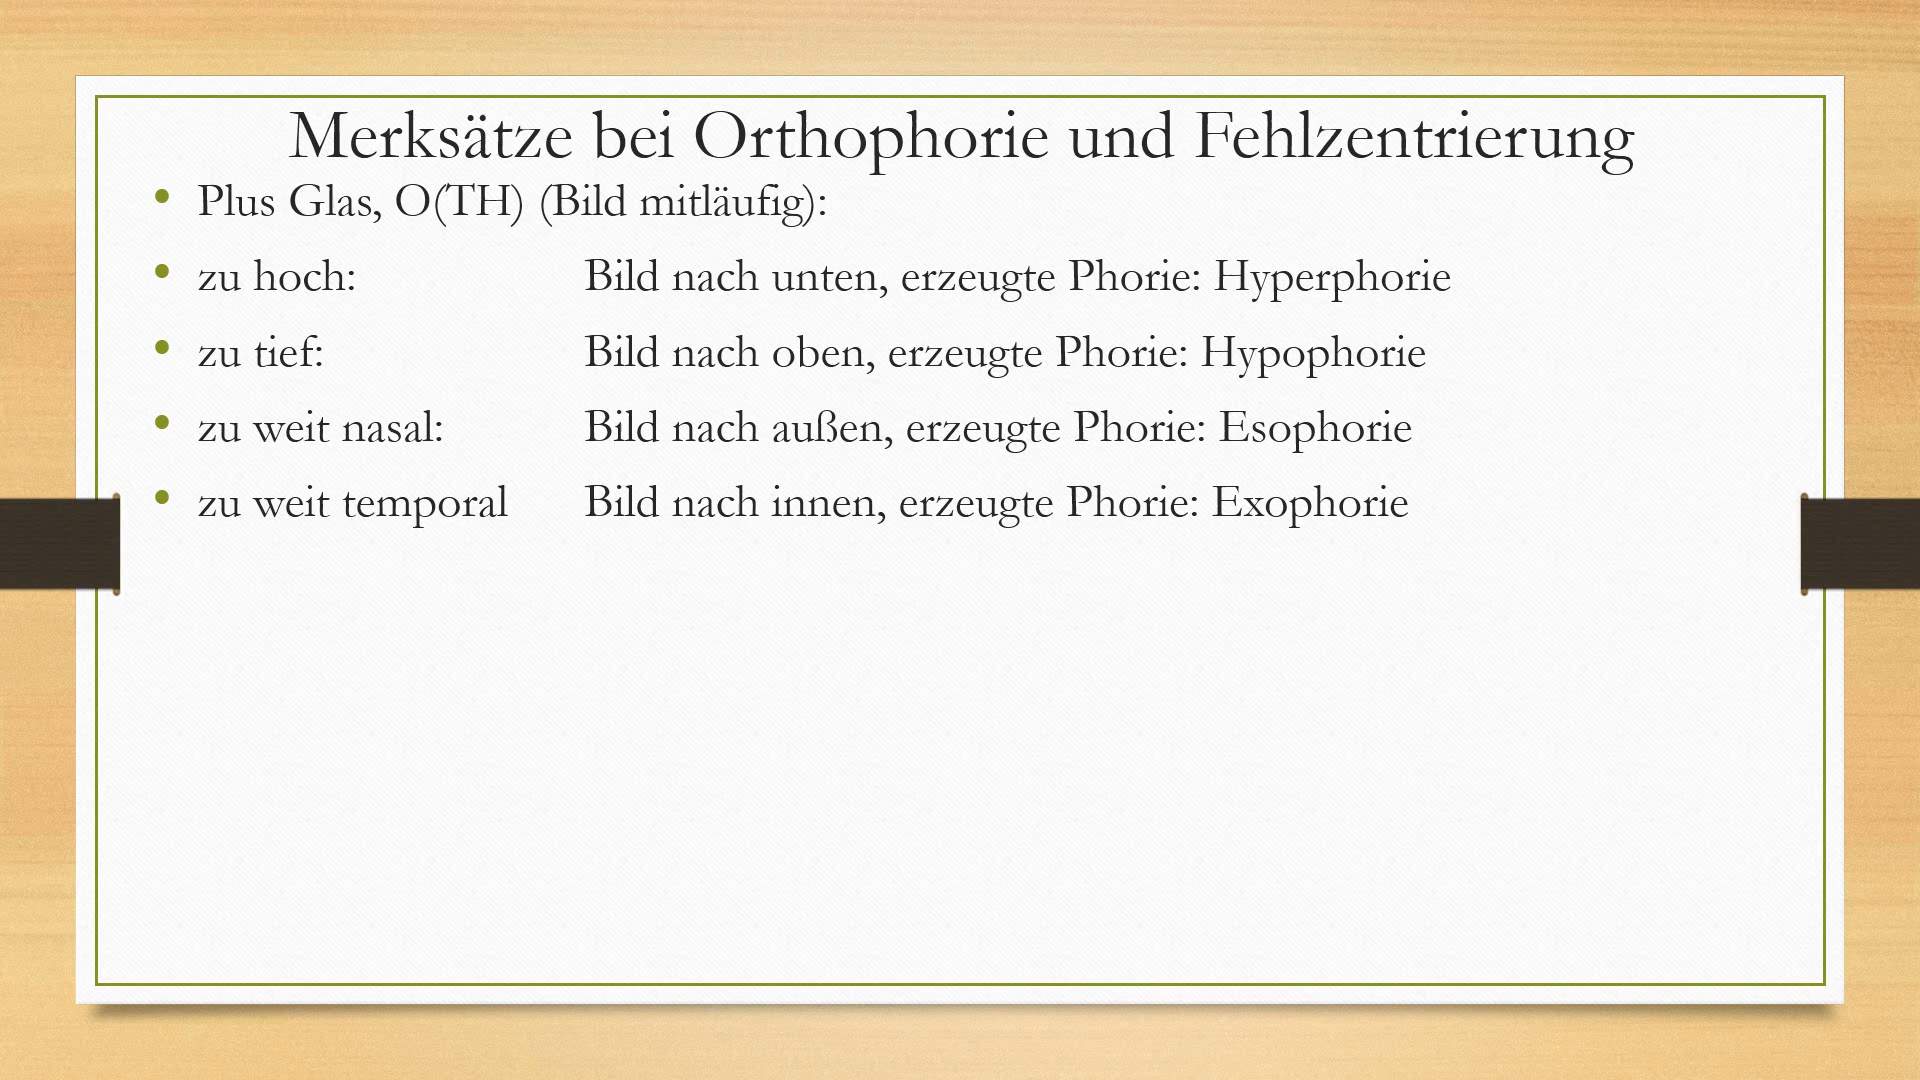 Merksätze bei Orthophorie und Fehlzentrierung
• Plus Glas, O(TH) (Bild mitläufig):
• zu hoch: Bild nach unten, erzeugte Phorie: Hyperphorie
• zu tief: Bild nach oben, erzeugte Phorie: Hypophorie
• zu weit nasal: Bild nach außen, erzeugte Phorie: Esophorie
• zu weit temporal Bild nach innen, erzeugte Phorie: Exophorie